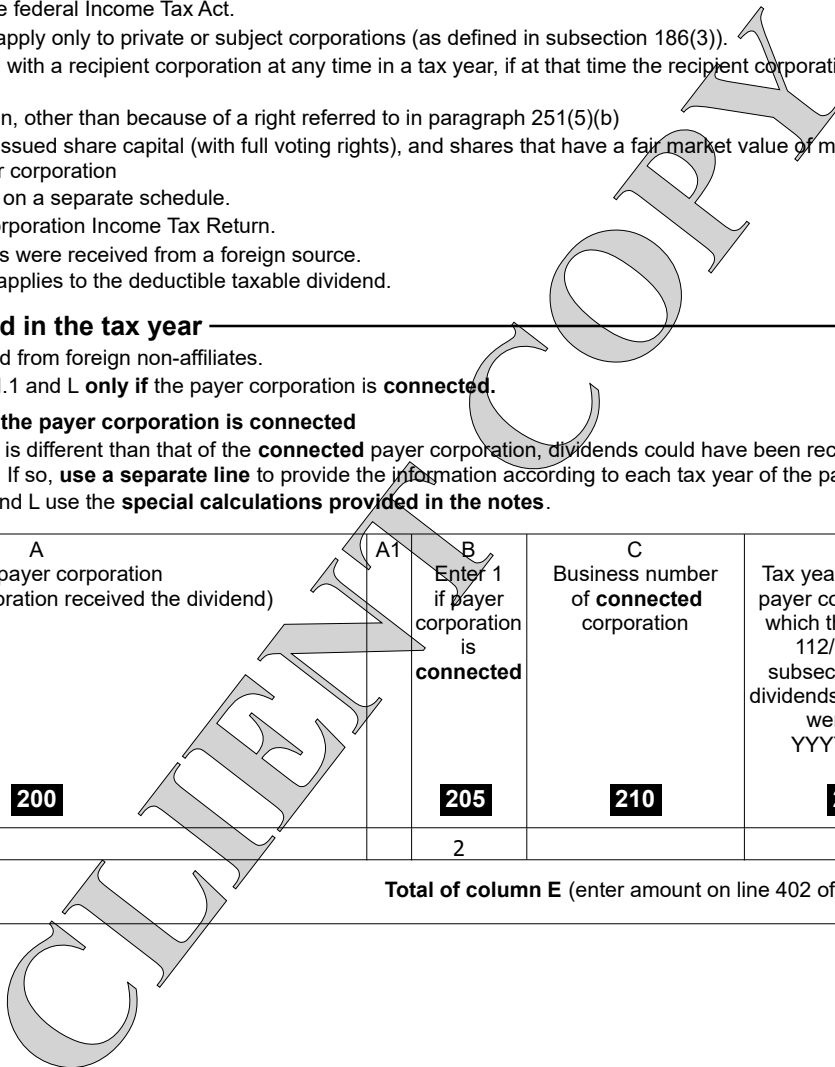 e federal Income Tax Act.
apply only to private or subject corporations (as defined in subsection 186(3)).
with a recipient corporation at any time in a tax year, if at that time the recipient corporati
n, other than because of a right referred to in paragraph 251(5)(b)
ssued share capital (with full voting rights), and shares that have a fair market value of m
r corporation
on a separate schedule.
orporation Income Tax Return.
s were received from a foreign source.
applies to the deductible taxable dividend.
d in the tax year
d from foreign non-affiliates.
.1 and L only if the payer corporation is connected.
the payer corporation is connected
is different than that of the connected payer corporation, dividends could have been rec
. If so, use a separate line to provide the information according to each tax year of the pa
nd L use the special calculations provided in the notes.
A
payer corporation
oration received the dividend)
200
A1
B
Enter 1
if payer
corporation
is
connected
205
C
Business number
of connected
corporation
210
Tax yea
payer co
which th
112/
subsec
dividends
wer
YYYY
2
Total of column E (enter amount on line 402 of
CLIENT COPY